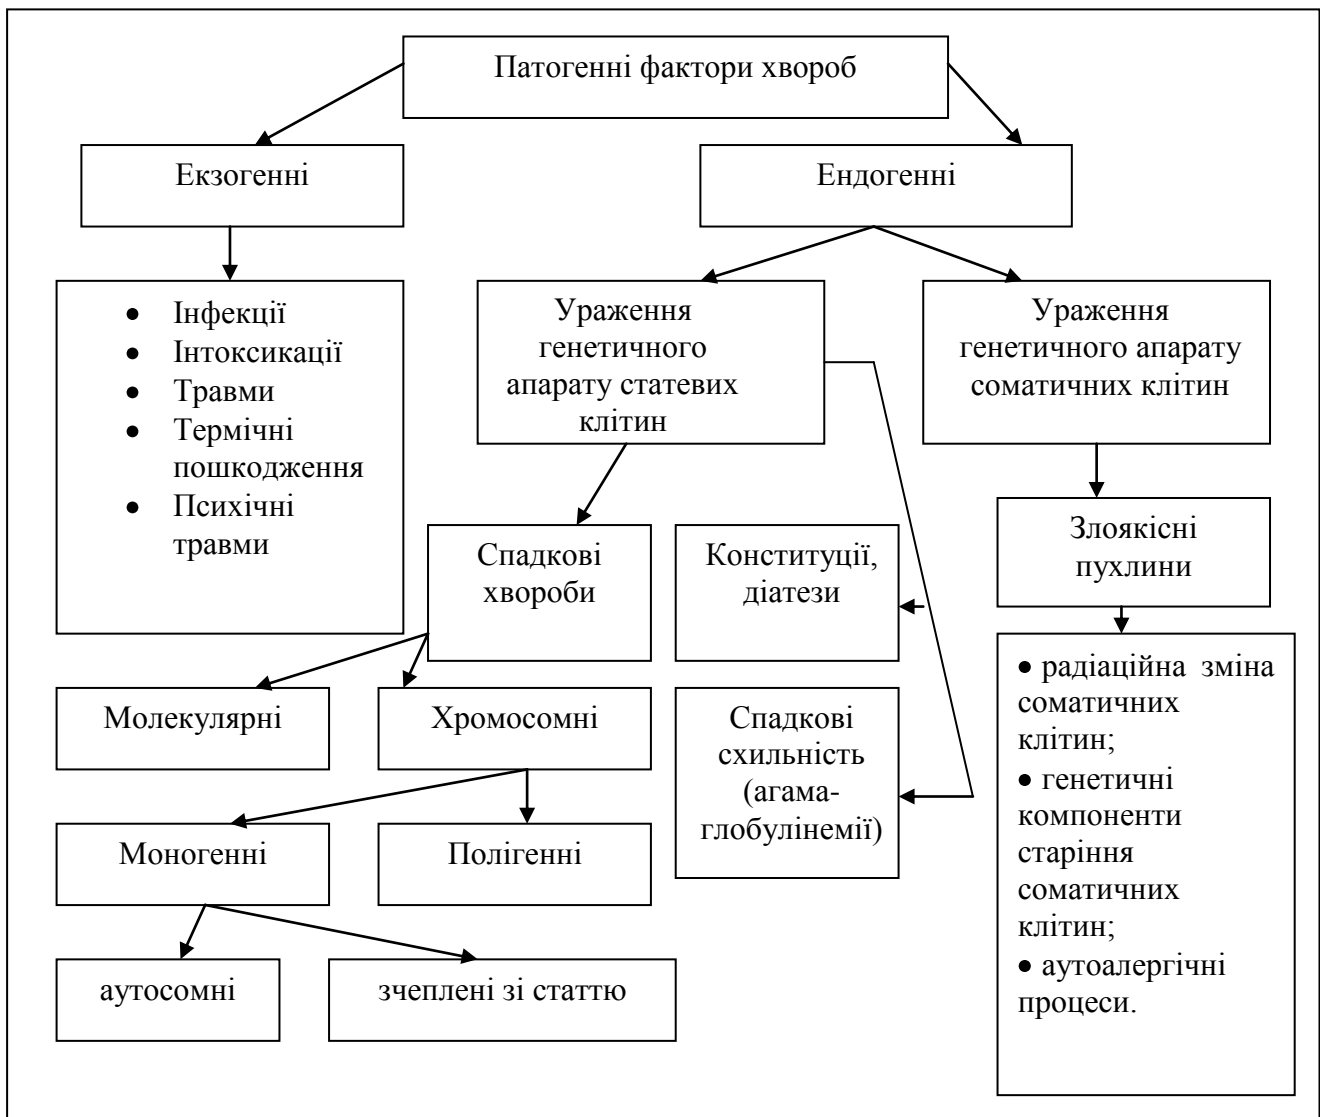 Патогенні фактори хвороб
Екзогенні
Ендогенні
• Інфекції
• Інтоксикації
• Травми
• Термічні
пошкодження
• Психічні
травми
Ураження
генетичного
апарату статевих
клітин
Ураження
генетичного апарату
соматичних клітин
Спадкові
хвороби
Конституції,
діатези
Злоякісні
пухлини
Молекулярні
Хромосомні
Спадкові
схильність
(агама-
глобулінемії)
• радіаційна зміна
соматичних
клітин;
• генетичні
компоненти
старіння
соматичних
клітин;
• аутоалергічні
процеси.
Моногенні
Полігенні
аутосомні
зчеплені зі статтю